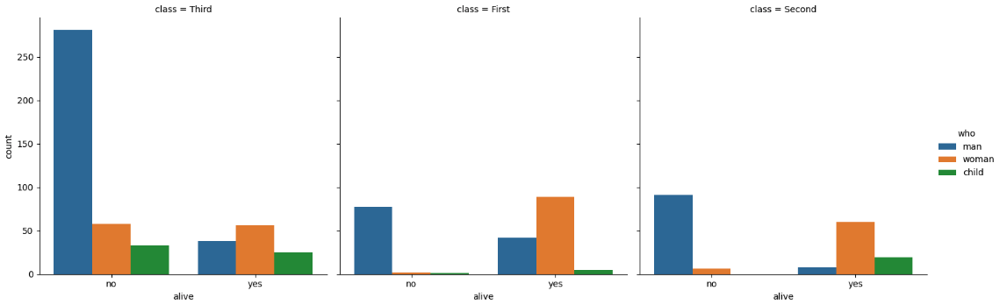 class = Third
class = First
class = Second
250
200
150
100
50
0
count
no
yes
no
yes
no
yes
alive
alive
alive
who
man
woman
child